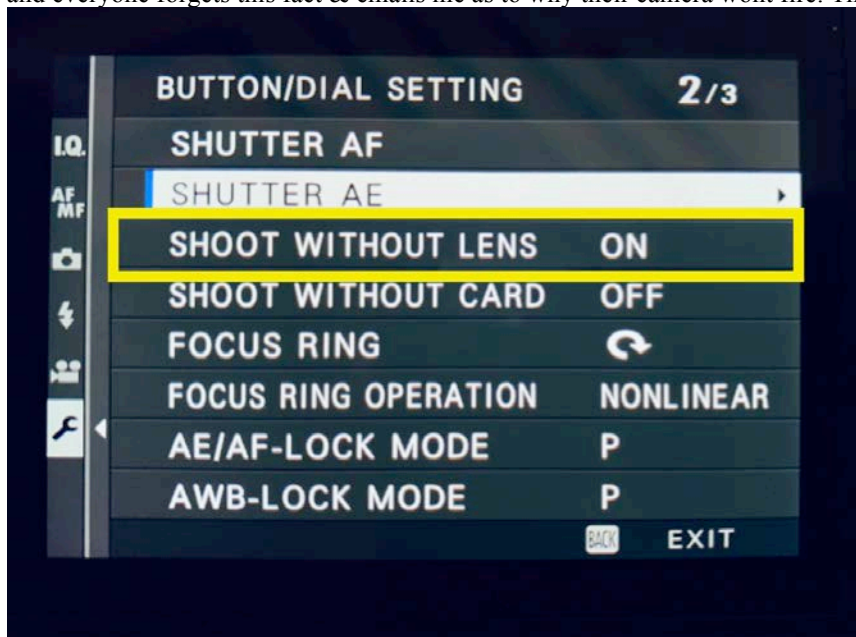 and everyone forgets this fact & emails me as to why their camera wont fire. Th
BUTTON/DIAL SETTING 2/3
I.Q.
SHUTTER AF
AF
MF
SHUTTER AE
SHOOT WITHOUT LENS ON
SHOOT WITHOUT CARD OFF
FOCUS RING
FOCUS RING OPERATION NONLINEAR
AE/AF-LOCK MODE P
AWB-LOCK MODE P
BACK EXIT